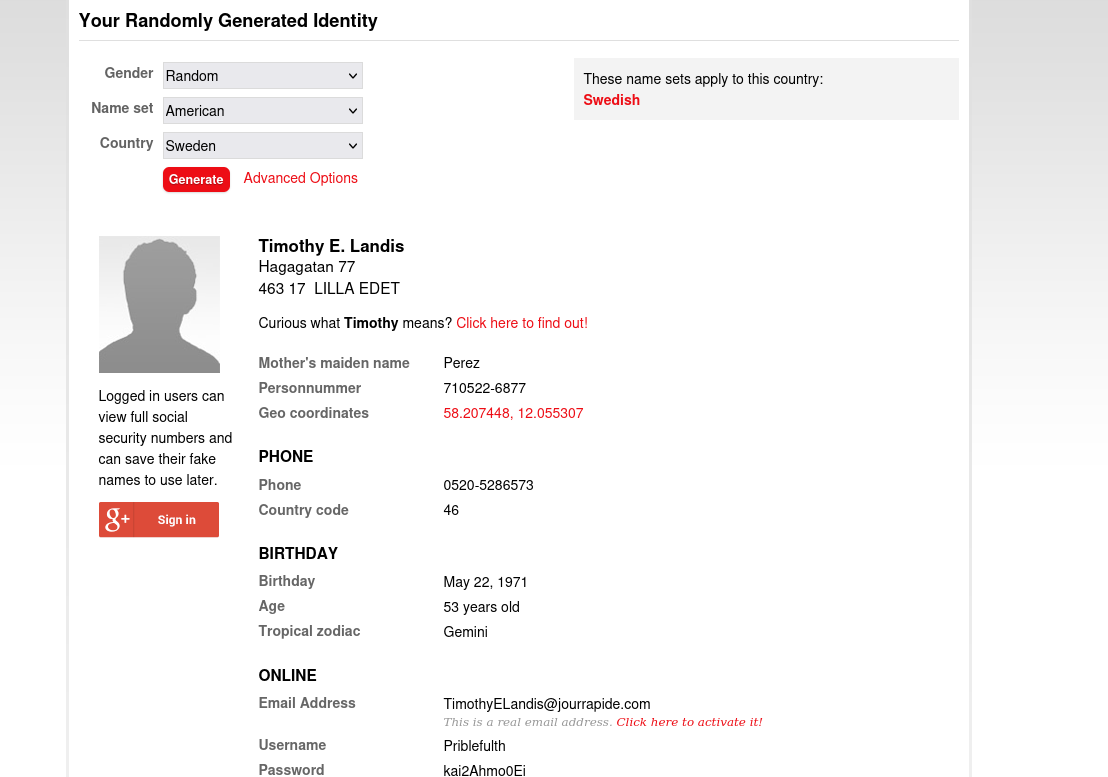 Your Randomly Generated Identity
Gender Random
Name set American
Country Sweden
Generate Advanced Options
These name sets apply to this country:
Swedish
Logged in users can
view full social
security numbers and
can save their fake
names to use later.
g+ Sign in
Timothy E. Landis
Hagagatan 77
463 17 LILLA EDET
Curious what Timothy means? Click here to find out!
Mother's maiden name Perez
Personnummer 710522-6877
Geo coordinates 58.207448, 12.055307
PHONE
Phone 0520-5286573
Country code 46
BIRTHDAY
Birthday May 22, 1971
Age 53 years old
Tropical zodiac Gemini
ONLINE
Email Address TimothyELandis@jourrapide.com
This is a real email address. Click here to activate it!
Username Priblefulth
Password kai2Ahmo0Ei